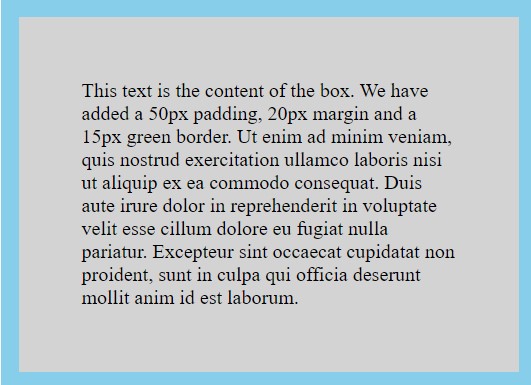 This text is the content of the box. We have
added a 50px padding, 20px margin and a
15px green border. Ut enim ad minim veniam,
quis nostrud exercitation ullamco laboris nisi
ut aliquip ex ea commodo consequat. Duis
aute irure dolor in reprehenderit in voluptate
velit esse cillum dolore eu fugiat nulla
pariatur. Excepteur sint occaecat cupidatat non
proident, sunt in culpa qui officia deserunt
mollit anim id est laborum.